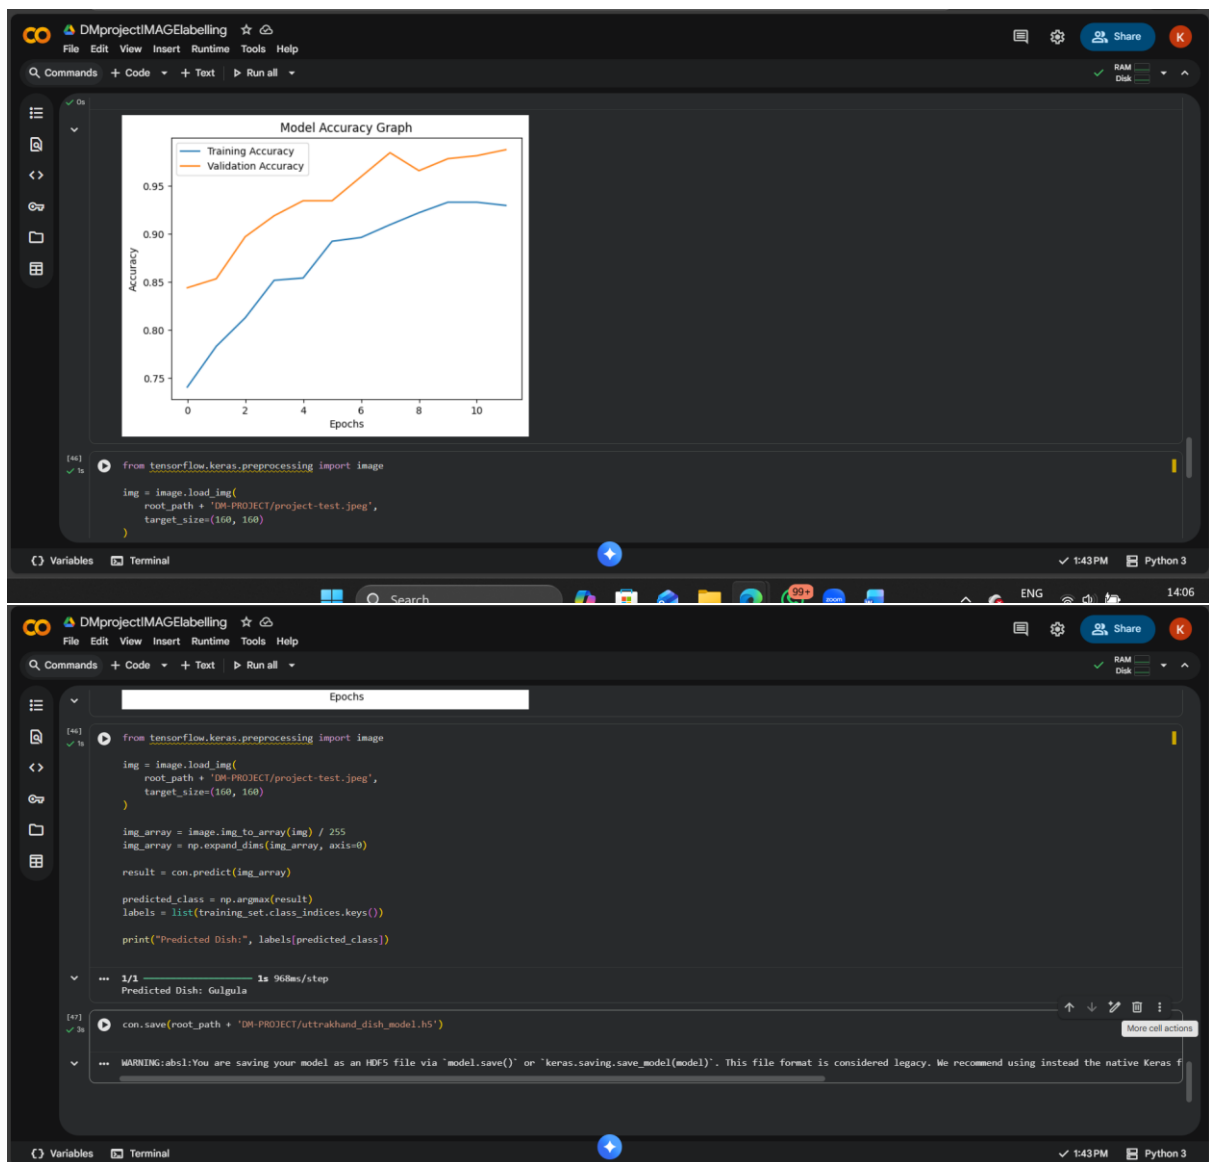 DMprojectIMAGElabelling
Share
K
File Edit View Insert Runtime Tools Help
Commands + Code + Text Run all
RAM
Disk
0s
Model Accuracy Graph
Training Accuracy
Validation Accuracy
0.95
0.90
0.85
0.80
0.75
Accuracy
0 2 4 6 8 10
Epochs
[46]
1s
from tensorflow.keras.preprocessing import image
img = image.load_img(
root_path + 'DM-PROJECT/project-test.jpeg',
target_size=(160, 160)
)
{} Variables Terminal
1:43 PM Python 3
Search
99+
zoom
ENG
14:06
DMprojectIMAGElabelling
Share
K
File Edit View Insert Runtime Tools Help
Commands + Code + Text Run all
RAM
Disk
Epochs
[46]
1s
from tensorflow.keras.preprocessing import image
img = image.load_img(
root_path + 'DM-PROJECT/project-test.jpeg',
target_size=(160, 160)
)
img_array = image.img_to_array(img) / 255
img_array = np.expand_dims(img_array, axis=0)
result = con.predict(img_array)
predicted_class = np.argmax(result)
labels = list(training_set.class_indices.keys())
print("Predicted Dish:", labels[predicted_class])
... 1/1 1s 968ms/step
Predicted Dish: Gulgula
[47]
3s
con.save(root_path + 'DM-PROJECT/uttrakhand_dish_model.h5')
More cell actions
... WARNING:absl:You are saving your model as an HDF5 file via `model.save()` or `keras.saving.save_model(model)`. This file format is considered legacy. We recommend using instead the native Keras f
{} Variables Terminal
1:43 PM Python 3